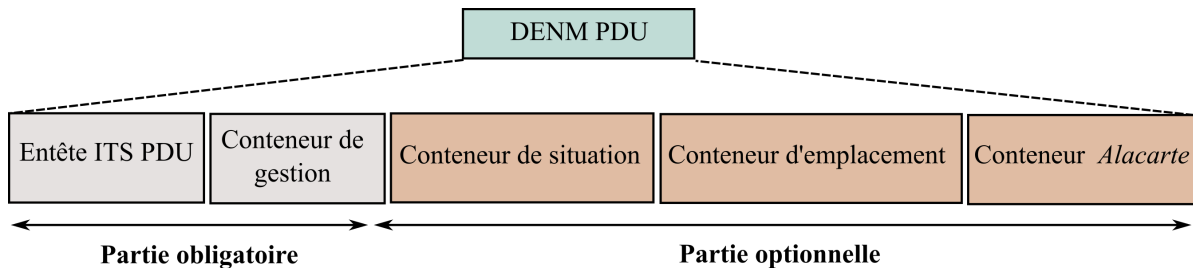 DENM PDU
Entête ITS PDU
Conteneur de
gestion
Conteneur de situation
Conteneur d'emplacement
Conteneur Alacarte
Partie obligatoire
Partie optionnelle